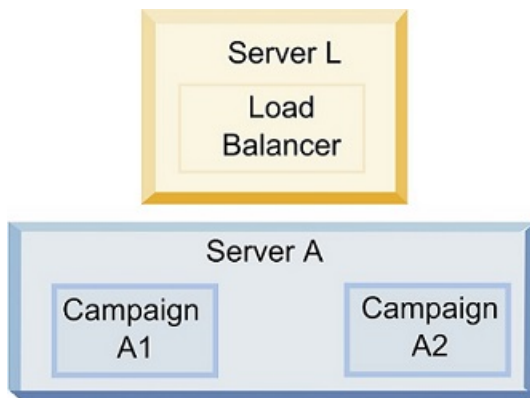 Server L
Load
Balancer
Server A
Campaign
A1
Campaign
A2